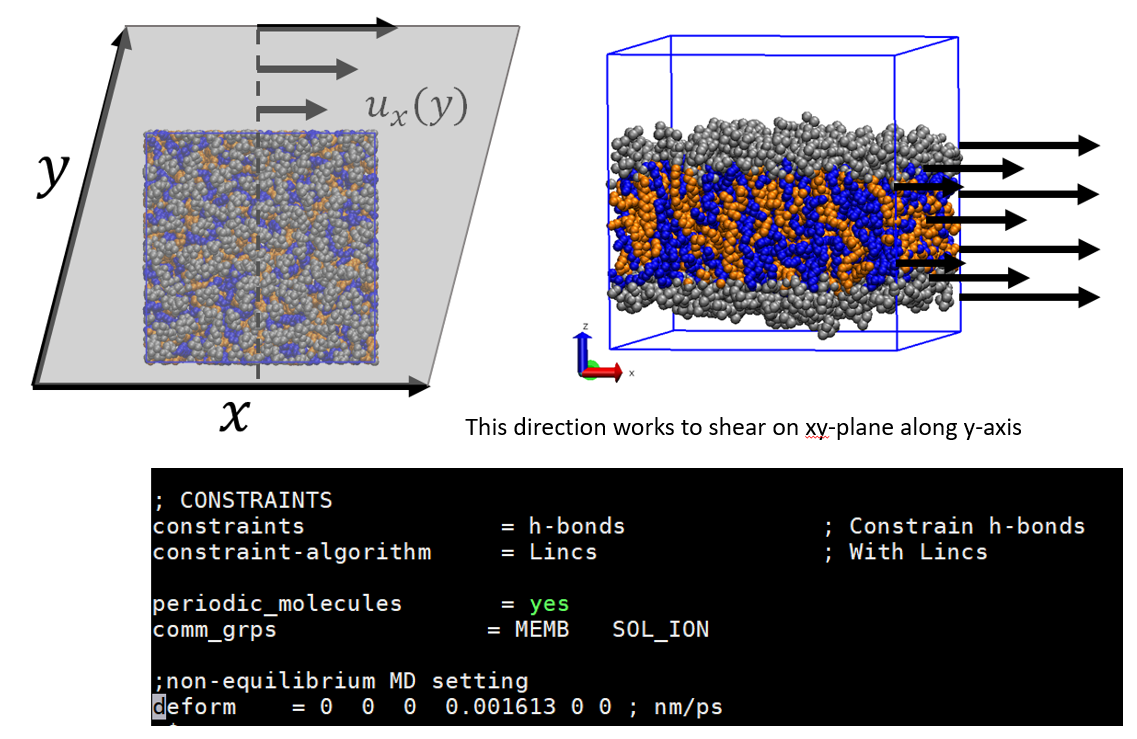 u_x(y)
y
x
z
x
This direction works to shear on xy-plane along y-axis
; CONSTRAINTS
constraints = h-bonds ; Constrain h-bonds
constraint-algorithm = Lincs ; With Lincs
periodic_molecules = yes
comm_grps = MEMB SOL_ION
;non-equilibrium MD setting
deform = 0 0 0 0.001613 0 0 ; nm/ps